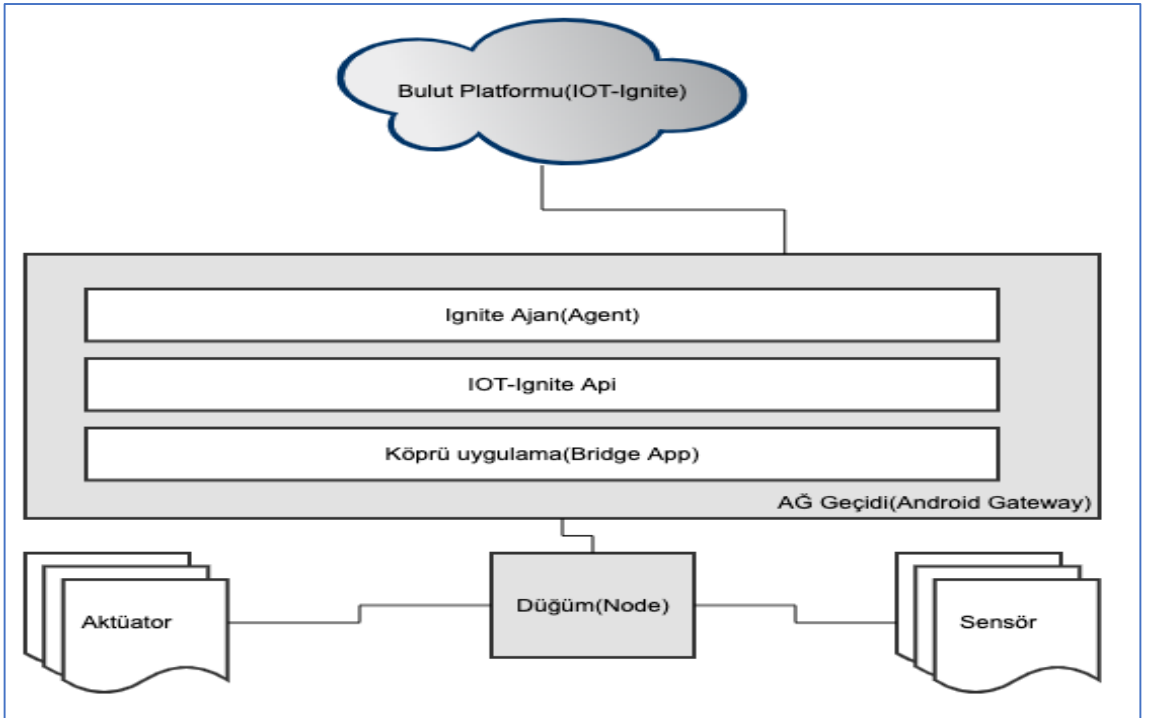 Bulut Platformu(IOT-Ignite)
Ignite Ajan(Agent)
IOT-Ignite Api
Köprü uygulama(Bridge App)
AĞ Geçidi(Android Gateway)
Aktüator
Düğüm(Node)
Sensör